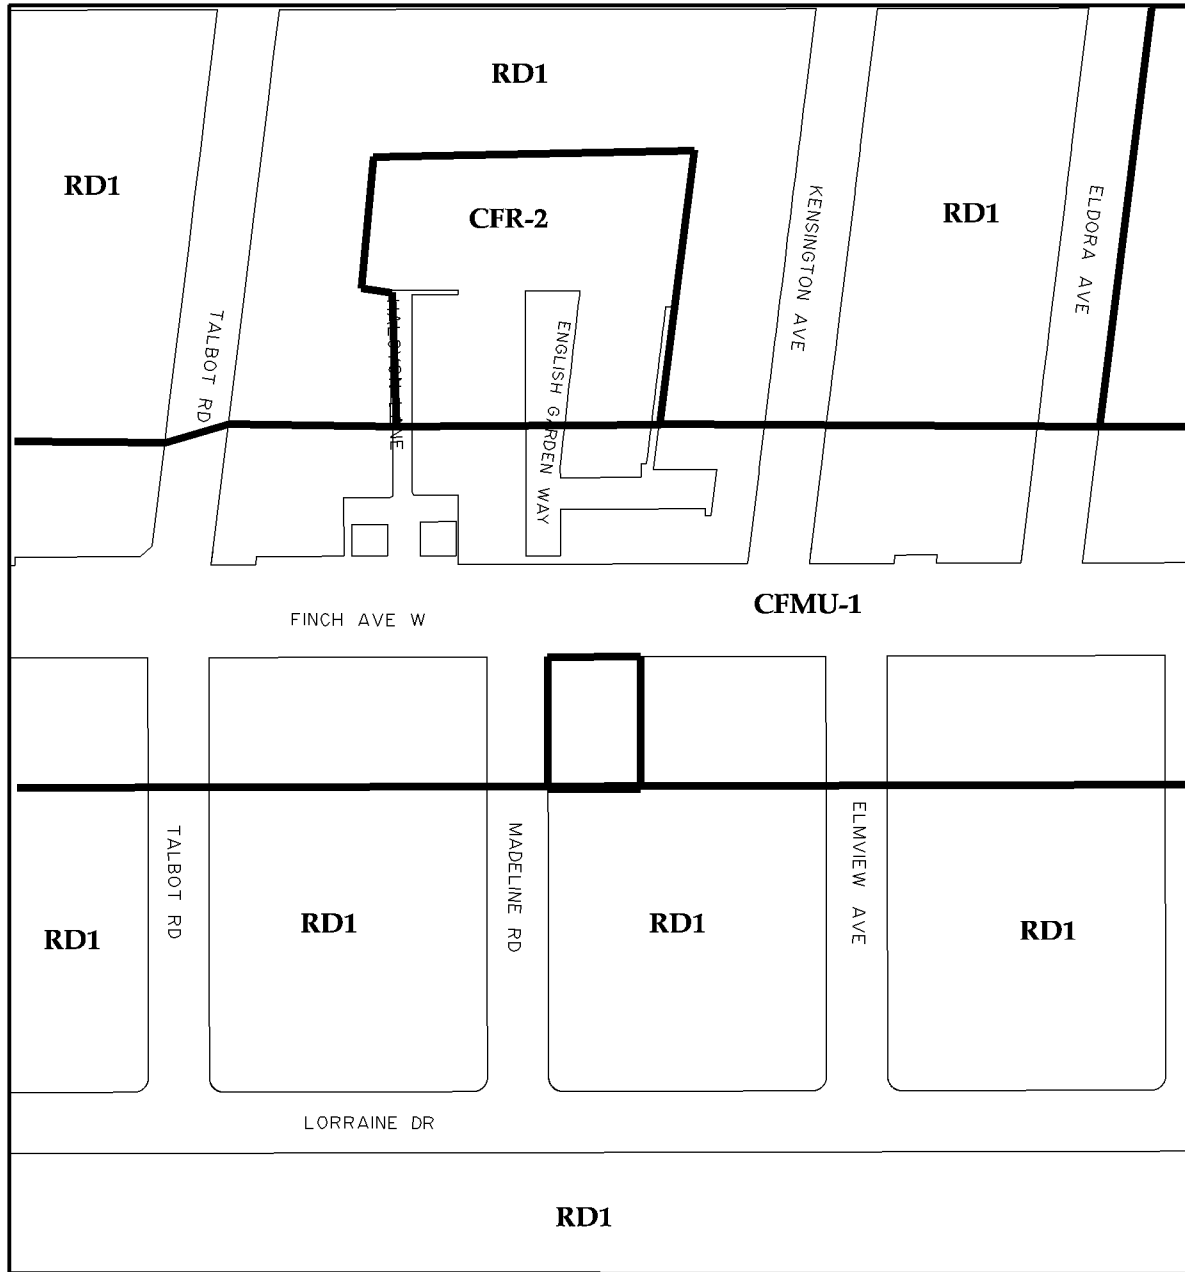 RD1
RD1
CFR-2
RD1
KENSINGTON AVE
ELDORA AVE
TALBOT RD
HALCYON LANE
ENGLISH GARDEN WAY
CFMU-1
FINCH AVE W
TALBOT RD
MADELINE RD
ELMVIEW AVE
RD1
RD1
RD1
RD1
LORRAINE DR
RD1